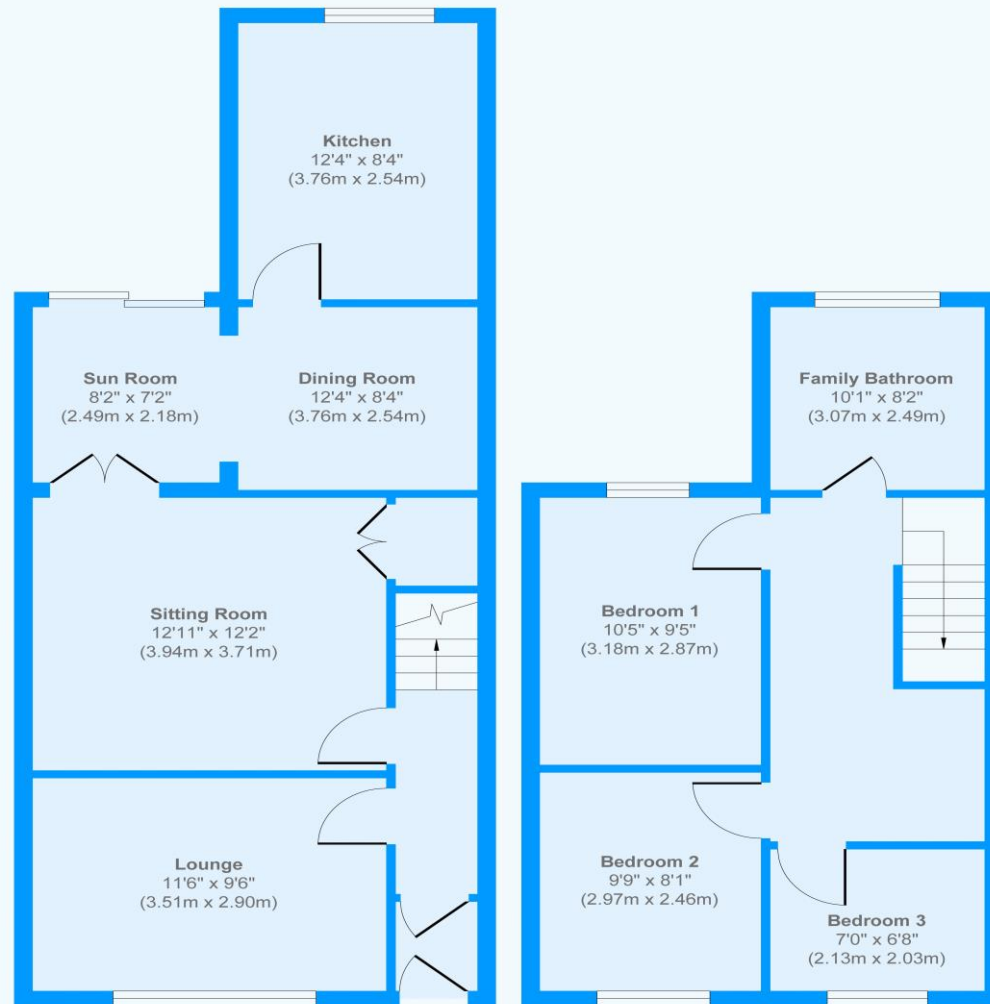 Kitchen
12'4" x 8'4"
(3.76m x 2.54m)
Sun Room
8'2" x 7'2"
(2.49m x 2.18m)
Dining Room
12'4" x 8'4"
(3.76m x 2.54m)
Sitting Room
12'11" x 12'2"
(3.94m x 3.71m)
Lounge
11'6" x 9'6"
(3.51m x 2.90m)
Family Bathroom
10'1" x 8'2"
(3.07m x 2.49m)
Bedroom 1
10'5" x 9'5"
(3.18m x 2.87m)
Bedroom 2
9'9" x 8'1"
(2.97m x 2.46m)
Bedroom 3
7'0" x 6'8"
(2.13m x 2.03m)